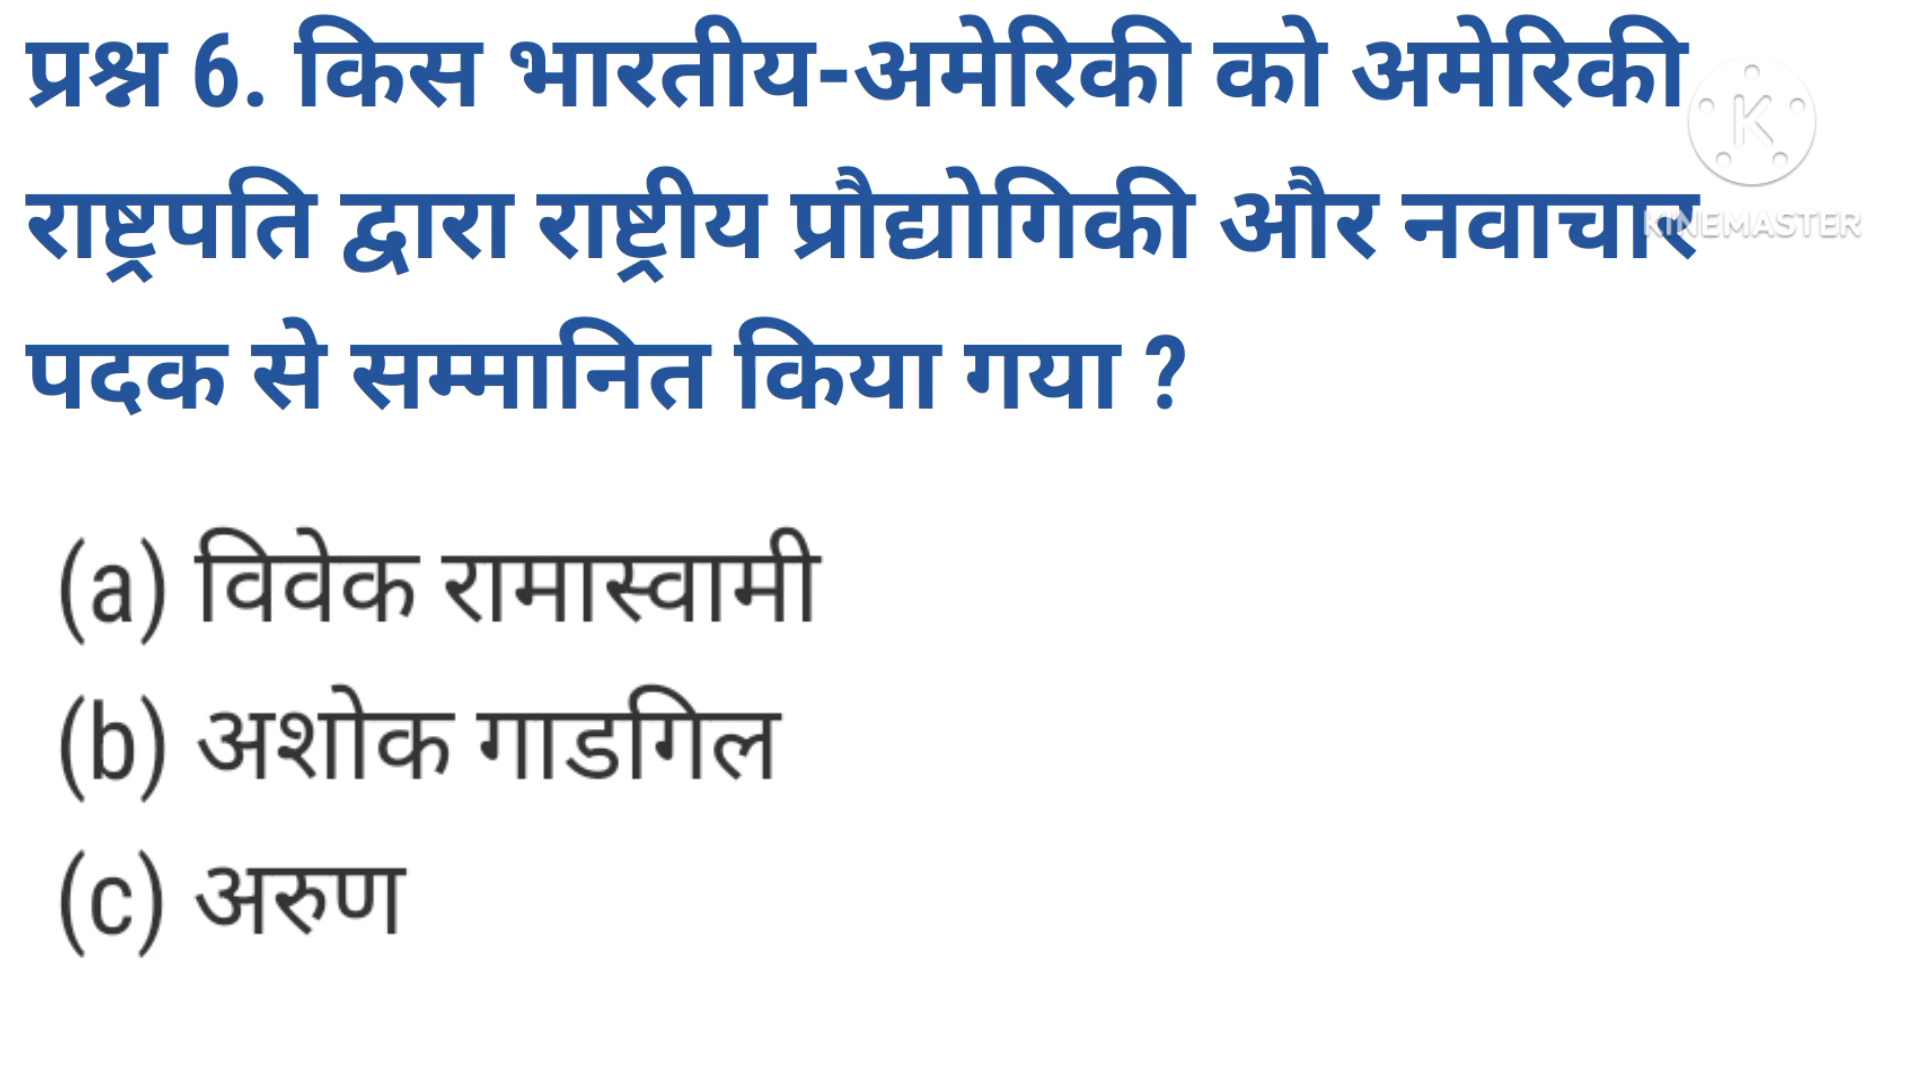 प्रश्न 6. किस भारतीय-अमेरिकी को अमेरिकी
राष्ट्रपति द्वारा राष्ट्रीय प्रौद्योगिकी और नवाचार
पदक से सम्मानित किया गया ?
K
KINEMASTER
(a) विवेक रामास्वामी
(b) अशोक गाडगिल
(c) अरुण